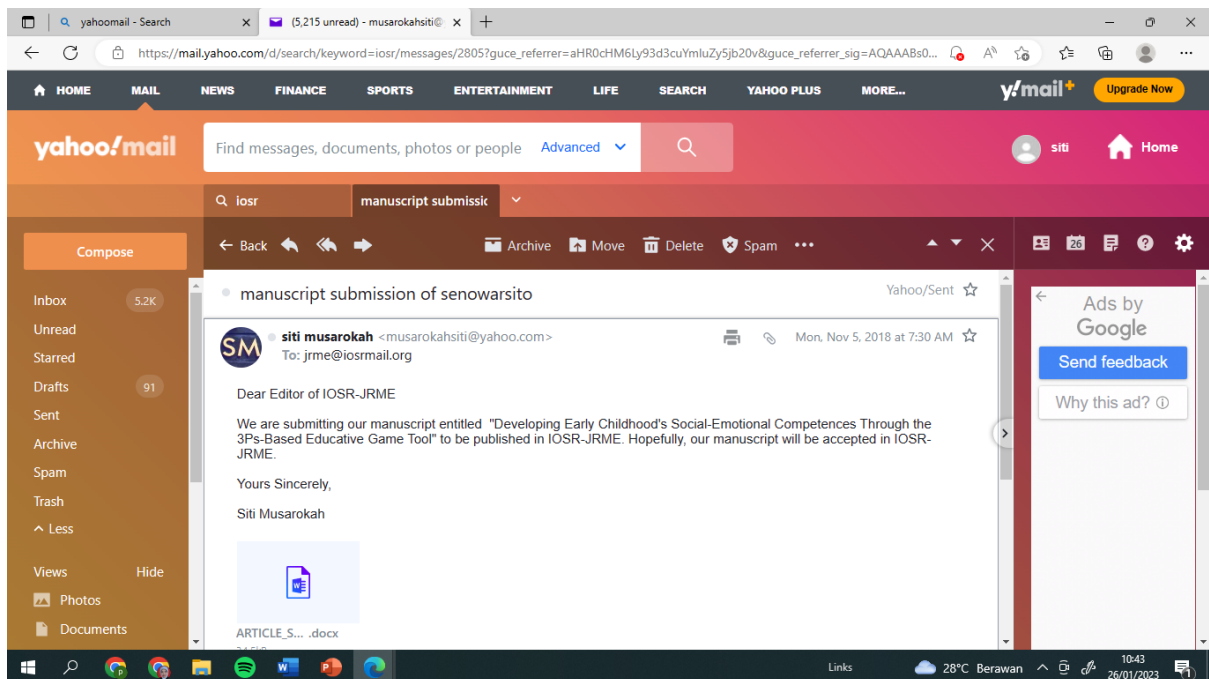 yahoomail - Search
(5,215 unread) - musarokahsiti@
https://mail.yahoo.com/d/search/keyword=iosr/messages/2805?guce_referrer=aHR0cHM6Ly93d3cuYmluZy5jb20v&guce_referrer_sig=AQAAABs0...
HOME MAIL NEWS FINANCE SPORTS ENTERTAINMENT LIFE SEARCH YAHOO PLUS MORE... y!mail+ Upgrade Now
yahoo!mail Find messages, documents, photos or people Advanced siti Home
iosr manuscript submissic
Compose Back Archive Move Delete Spam 26
Inbox 5.2K
Unread
Starred
Drafts 91
Sent
Archive
Spam
Trash
Less
Views Hide
Photos
Documents
manuscript submission of senowarsito Yahoo/Sent
SM siti musarokah <musarokahsiti@yahoo.com> Mon, Nov 5, 2018 at 7:30 AM
To: jrme@iosrmail.org
Dear Editor of IOSR-JRME
We are submitting our manuscript entitled "Developing Early Childhood's Social-Emotional Competences Through the
3Ps-Based Educative Game Tool" to be published in IOSR-JRME. Hopefully, our manuscript will be accepted in IOSR-
JRME.
Yours Sincerely,
Siti Musarokah
ARTICLE_S... .docx
Ads by
Google
Send feedback
Why this ad?
Links 28°C Berawan 10:43
26/01/2023